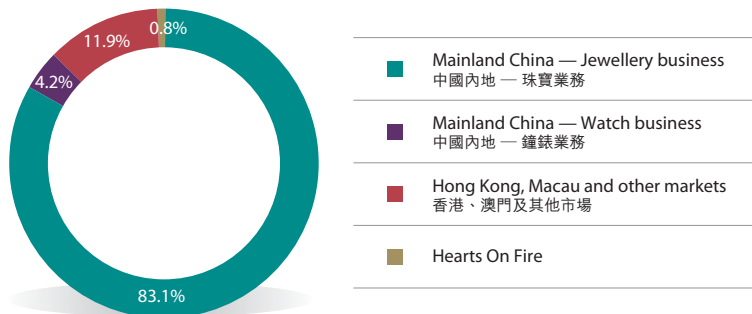 0.8%
11.9%
4.2%
83.1%
Mainland China — Jewellery business
中國內地 — 珠寶業務
Mainland China — Watch business
中國內地 — 鐘錶業務
Hong Kong, Macau and other markets
香港、澳門及其他市場
Hearts On Fire